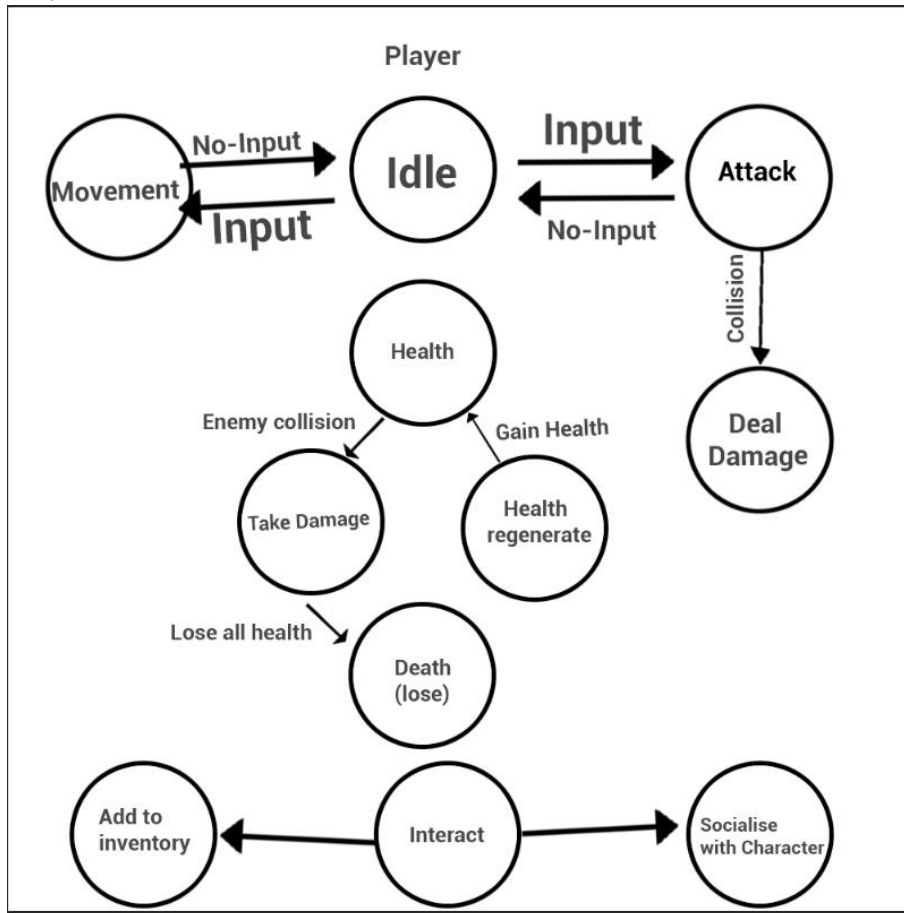 Player
No-Input
Input
Movement
Idle
Attack
Input
No-Input
Collision
Health
Enemy collision
Gain Health
Deal
Damage
Take Damage
Health
regenerate
Lose all health
Death
(lose)
Add to
inventory
Interact
Socialise
with Character